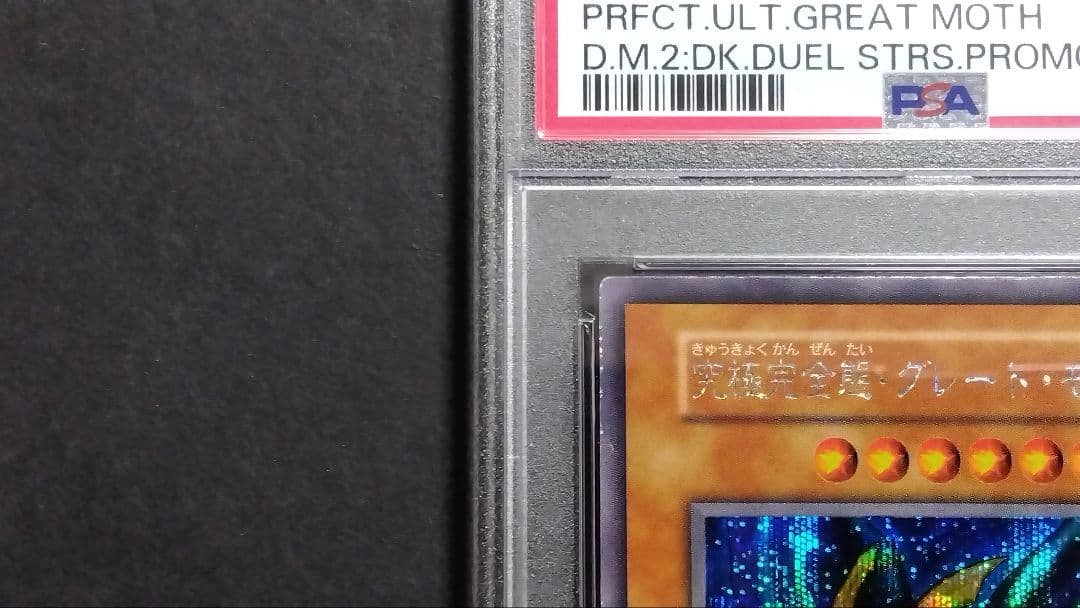 PRFCT.ULT.GREAT MOTH
D.M.2:DK.DUEL STRS.PROMO
PSA
きゅうきょくかん ぜん たい
究極完全態・グレート・モ